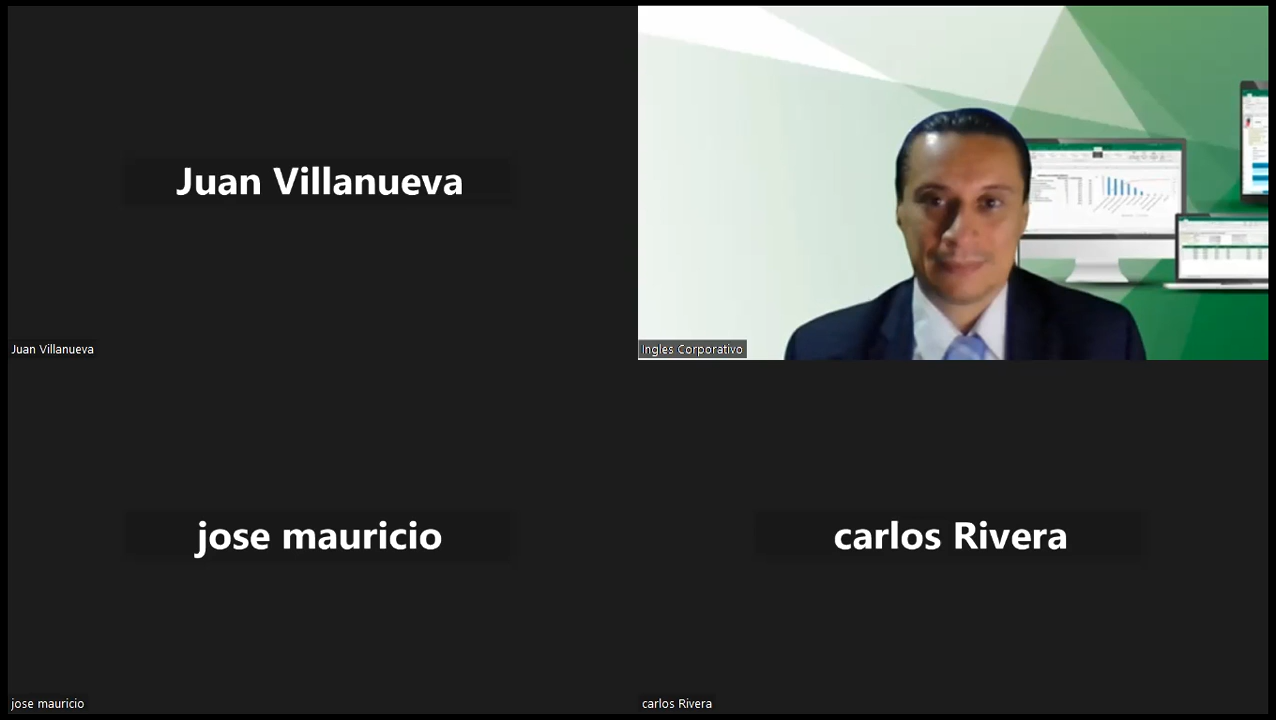 Juan Villanueva
Juan Villanueva
Ingles Corporativo
jose mauricio
carlos Rivera
jose mauricio
carlos Rivera